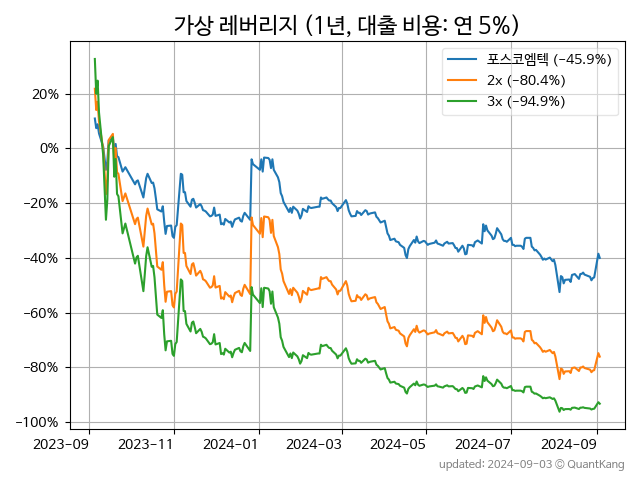 가상 레버리지 (1년, 대출 비용: 연 5%)
포스코엠텍 (-45.9%)
2x (-80.4%)
3x (-94.9%)
20%
0%
-20%
-40%
-60%
-80%
-100%
2023-09 2023-11 2024-01 2024-03 2024-05 2024-07 2024-09
updated: 2024-09-03 © QuantKang